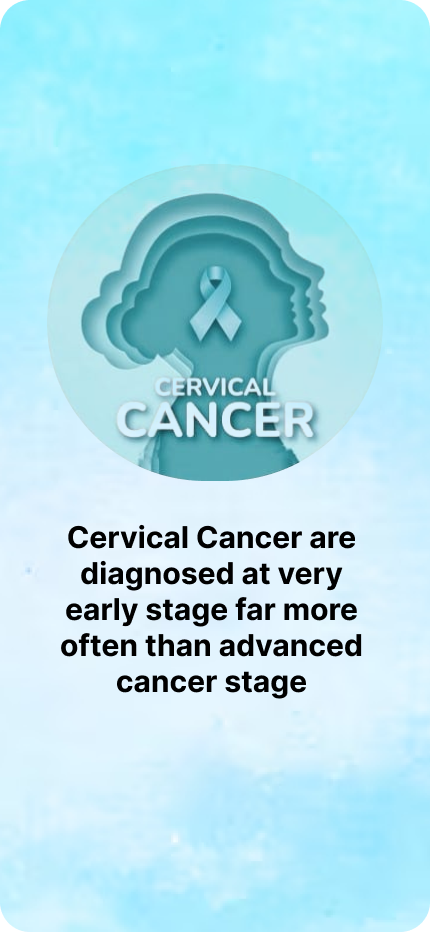 CERVICAL
CANCER
Cervical Cancer are
diagnosed at very
early stage far more
often than advanced
cancer stage